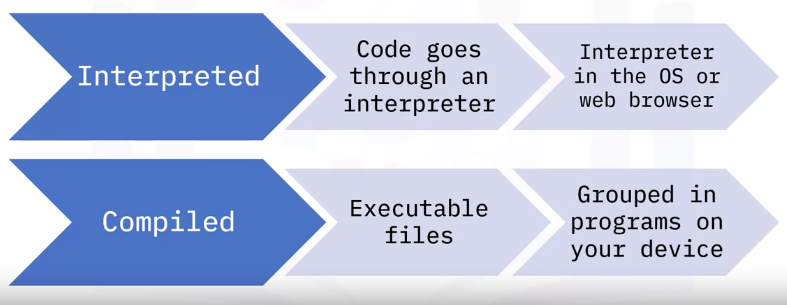 Interpreted
Code goes
through an
interpreter
Interpreter
in the OS or
web browser
Compiled
Executable
files
Grouped in
programs on
your device